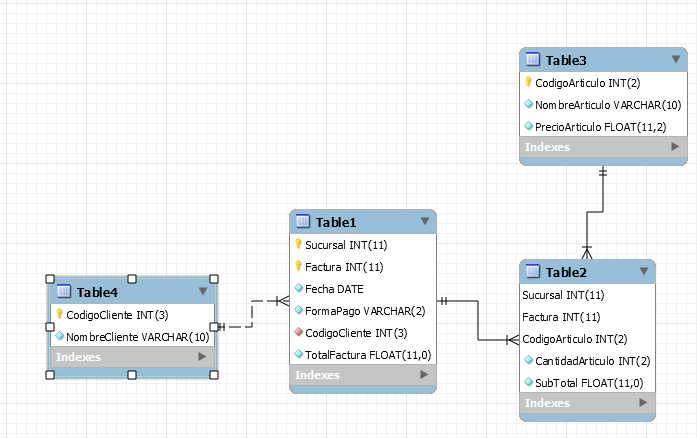 Table3
CodigoArticulo INT(2)
NombreArticulo VARCHAR(10)
PrecioArticulo FLOAT(11,2)
Indexes
Table1
Sucursal INT(11)
Factura INT(11)
Fecha DATE
FormaPago VARCHAR(2)
CodigoCliente INT(3)
TotalFactura FLOAT(11,0)
Indexes
Table2
Sucursal INT(11)
Factura INT(11)
CodigoArticulo INT(2)
CantidadArticulo INT(2)
SubTotal FLOAT(11,0)
Indexes
Table4
CodigoCliente INT(3)
NombreCliente VARCHAR(10)
Indexes